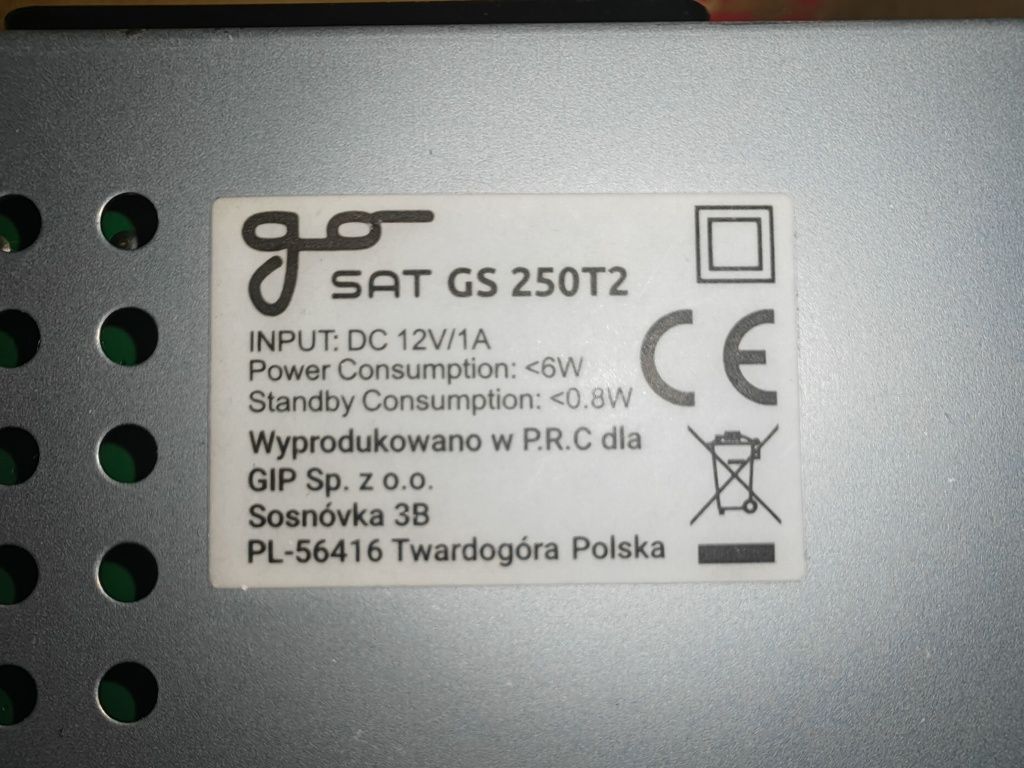 go SAT GS 250T2
INPUT: DC 12V/1A
Power Consumption: <6W
Standby Consumption: <0.8W
Wyprodukowano w P.R.C dla
GIP Sp. z o.o.
Sosnóvka 3B
PL-56416 Twardogóra Polska
CE